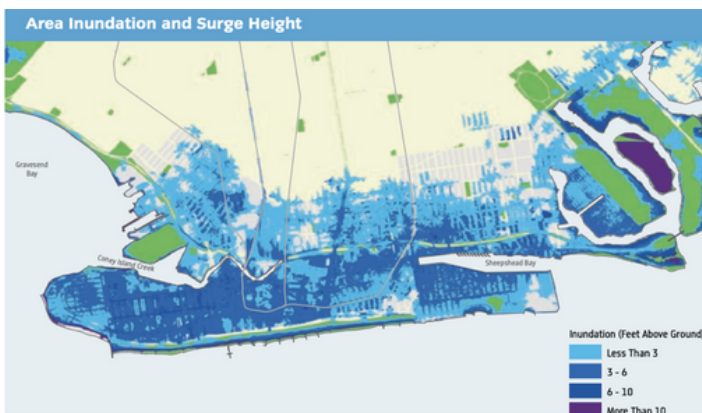 Area Inundation and Surge Height
Gravesend
Bay
Coney Island Creek
Sheepshead Bay
Inundation (Feet Above Ground)
Less Than 3
3 - 6
6 - 10
More Than 10